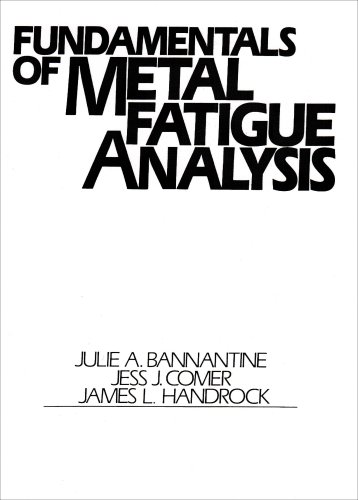 FUNDAMENTALS
OF METAL
FATIGUE
ANALYSIS
JULIE A. BANNANTINE
JESS J. COMER
JAMES L. HANDROCK